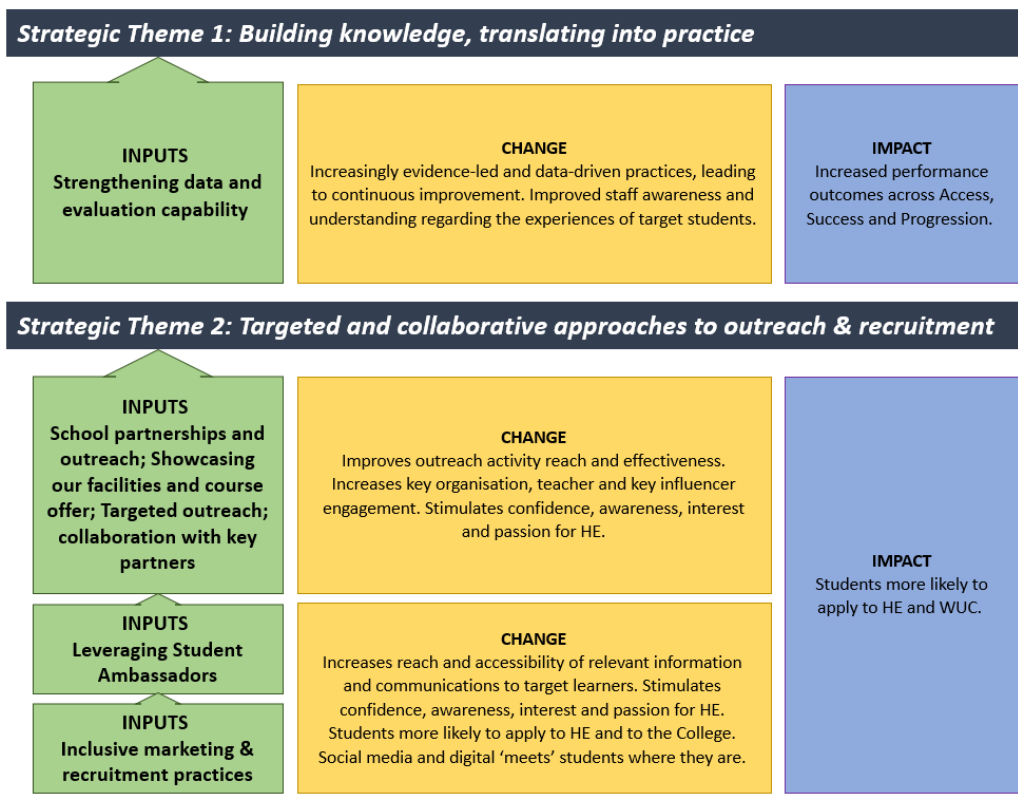 Strategic Theme 1: Building knowledge, translating into practice
INPUTS
Strengthening data and
evaluation capability
CHANGE
Increasingly evidence-led and data-driven practices, leading
to continuous improvement. Improved staff awareness and
understanding regarding the experiences of target students.
IMPACT
Increased performance
outcomes across Access,
Success and Progression.
Strategic Theme 2: Targeted and collaborative approaches to outreach & recruitment
INPUTS
School partnerships and
outreach; Showcasing
our facilities and course
offer; Targeted outreach;
collaboration with key
partners
CHANGE
Improves outreach activity reach and effectiveness.
Increases key organisation, teacher and key influencer
engagement. Stimulates confidence, awareness, interest
and passion for HE.
IMPACT
Students more likely to
apply to HE and WUC.
INPUTS
Leveraging Student
Ambassadors
INPUTS
Inclusive marketing &
recruitment practices
CHANGE
Increases reach and accessibility of relevant information
and communications to target learners. Stimulates
confidence, awareness, interest and passion for HE.
Students more likely to apply to HE and to the College.
Social media and digital ‘meets’ students where they are.